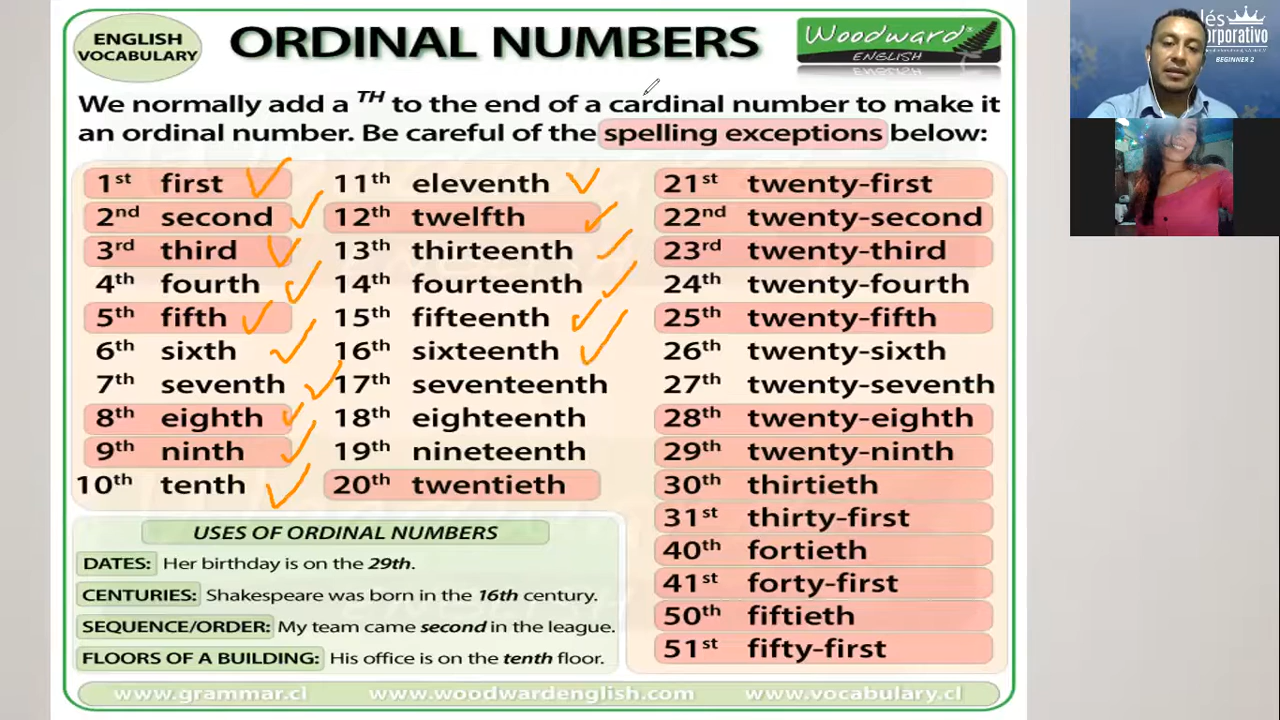 ENGLISH
VOCABULARY
ORDINAL NUMBERS
Woodward®
ENGLISH
We normally add a TH to the end of a cardinal number to make it
an ordinal number. Be careful of the spelling exceptions below:
1st first
2nd second
3rd third
4th fourth
5th fifth
6th sixth
7th seventh
8th eighth
9th ninth
10th tenth
11th eleventh
12th twelfth
13th thirteenth
14th fourteenth
15th fifteenth
16th sixteenth
17th seventeenth
18th eighteenth
19th nineteenth
20th twentieth
21st twenty-first
22nd twenty-second
23rd twenty-third
24th twenty-fourth
25th twenty-fifth
26th twenty-sixth
27th twenty-seventh
28th twenty-eighth
29th twenty-ninth
30th thirtieth
31st thirty-first
40th fortieth
41st forty-first
50th fiftieth
51st fifty-first
USES OF ORDINAL NUMBERS
DATES: Her birthday is on the 29th.
CENTURIES: Shakespeare was born in the 16th century.
SEQUENCE/ORDER: My team came second in the league.
FLOORS OF A BUILDING: His office is on the tenth floor.
www.grammar.cl www.woodwardenglish.com www.vocabulary.cl
BEGINNER 2